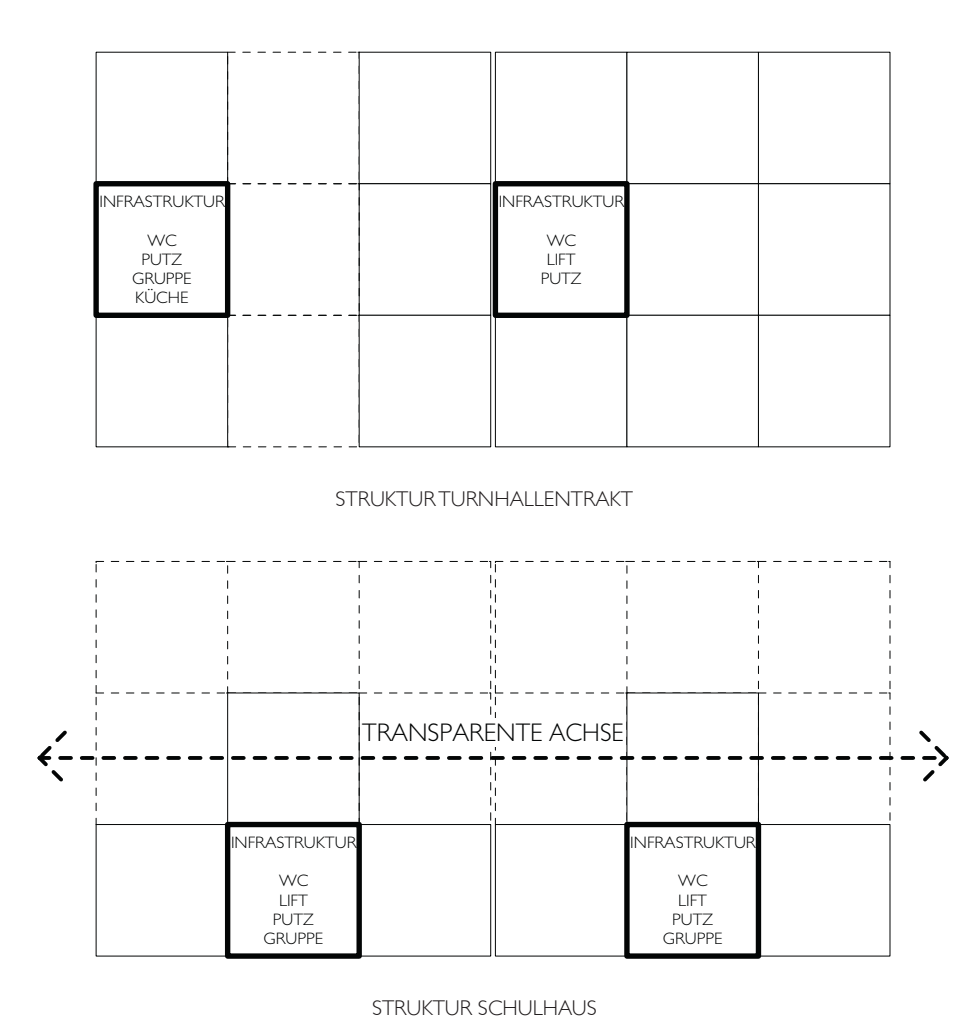 INFRASTRUKTUR
WC
PUTZ
GRUPPE
KÜCHE
INFRASTRUKTUR
WC
LIFT
PUTZ
STRUKTUR TURNHALLENTRAKT
TRANSPARENTE ACHSE
INFRASTRUKTUR
WC
LIFT
PUTZ
GRUPPE
INFRASTRUKTUR
WC
LIFT
PUTZ
GRUPPE
STRUKTUR SCHULHAUS